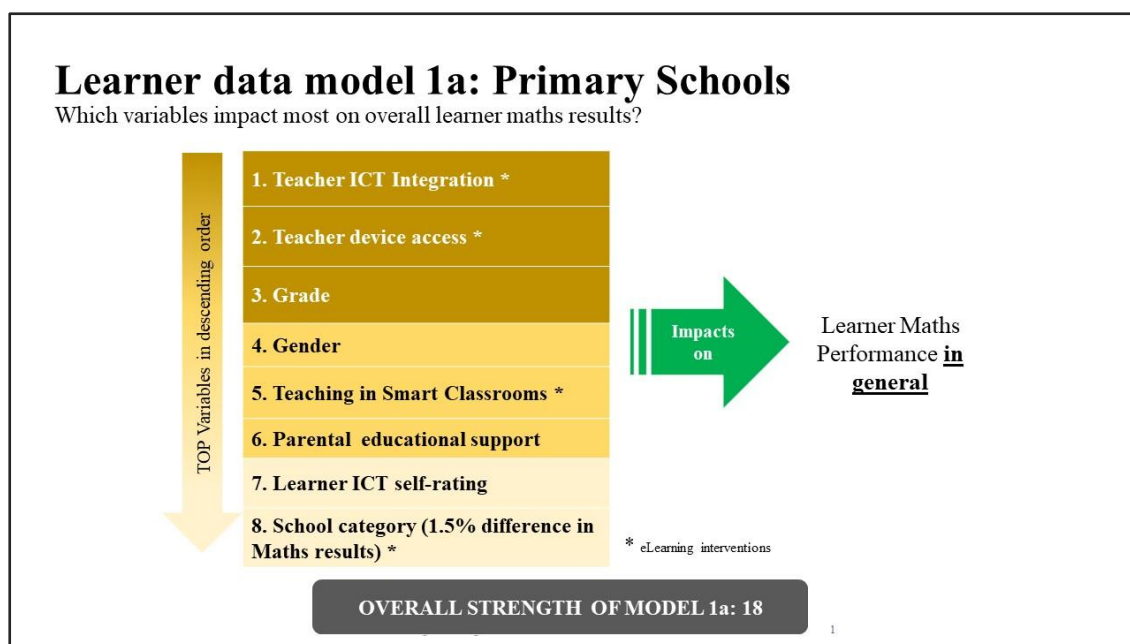 Learner data model 1a: Primary Schools
Which variables impact most on overall learner maths results?
TOP Variables in descending order
1. Teacher ICT Integration *
2. Teacher device access *
3. Grade
4. Gender
5. Teaching in Smart Classrooms *
6. Parental educational support
7. Learner ICT self-rating
8. School category (1.5% difference in
Maths results) *
Impacts
on
Learner Maths
Performance in
general
* eLearning interventions
OVERALL STRENGTH OF MODEL 1a: 18
1